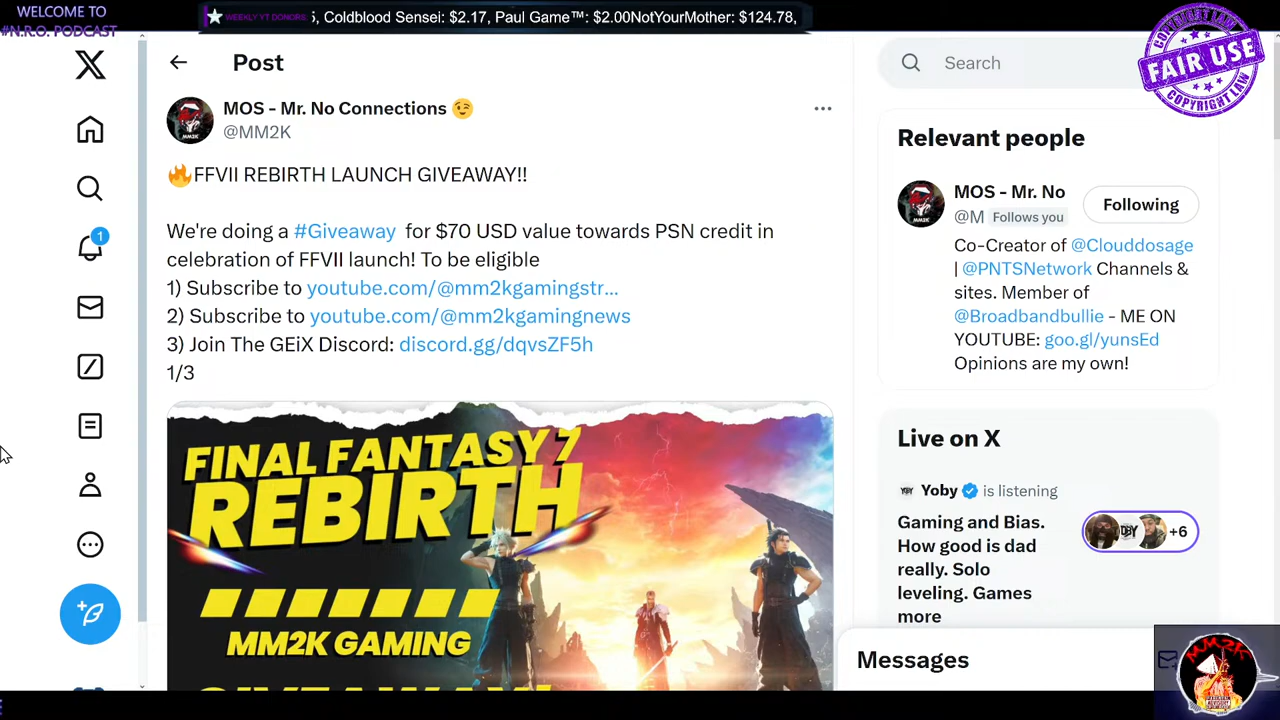 WELCOME TO
#N.R.O. PODCAST
WEEKLY YT DONORS: 5, Coldblood Sensei: $2.17, Paul Game™: $2.00NotYourMother: $124.78,
FAIR USE
COPYRIGHT LAW
COPYRIGHT LAW
Post
Search
MOS - Mr. No Connections 😉
@MM2K
🔥FFVII REBIRTH LAUNCH GIVEAWAY!!
We're doing a #Giveaway for $70 USD value towards PSN credit in
celebration of FFVII launch! To be eligible
1) Subscribe to youtube.com/@mm2kgamingstr...
2) Subscribe to youtube.com/@mm2kgamingnews
3) Join The GEiX Discord: discord.gg/dqvsZF5h
1/3
FINAL FANTASY 7
REBIRTH
MM2K GAMING
GIVEAWAY!
Relevant people
MOS - Mr. No
@M Follows you
Following
Co-Creator of @Clouddosage
| @PNTSNetwork Channels &
sites. Member of
@Broadbandbullie - ME ON
YOUTUBE: goo.gl/yunsEd
Opinions are my own!
Live on X
Yoby is listening
Gaming and Bias.
How good is dad
really. Solo
leveling. Games
more
+6
Messages
MM2K
1